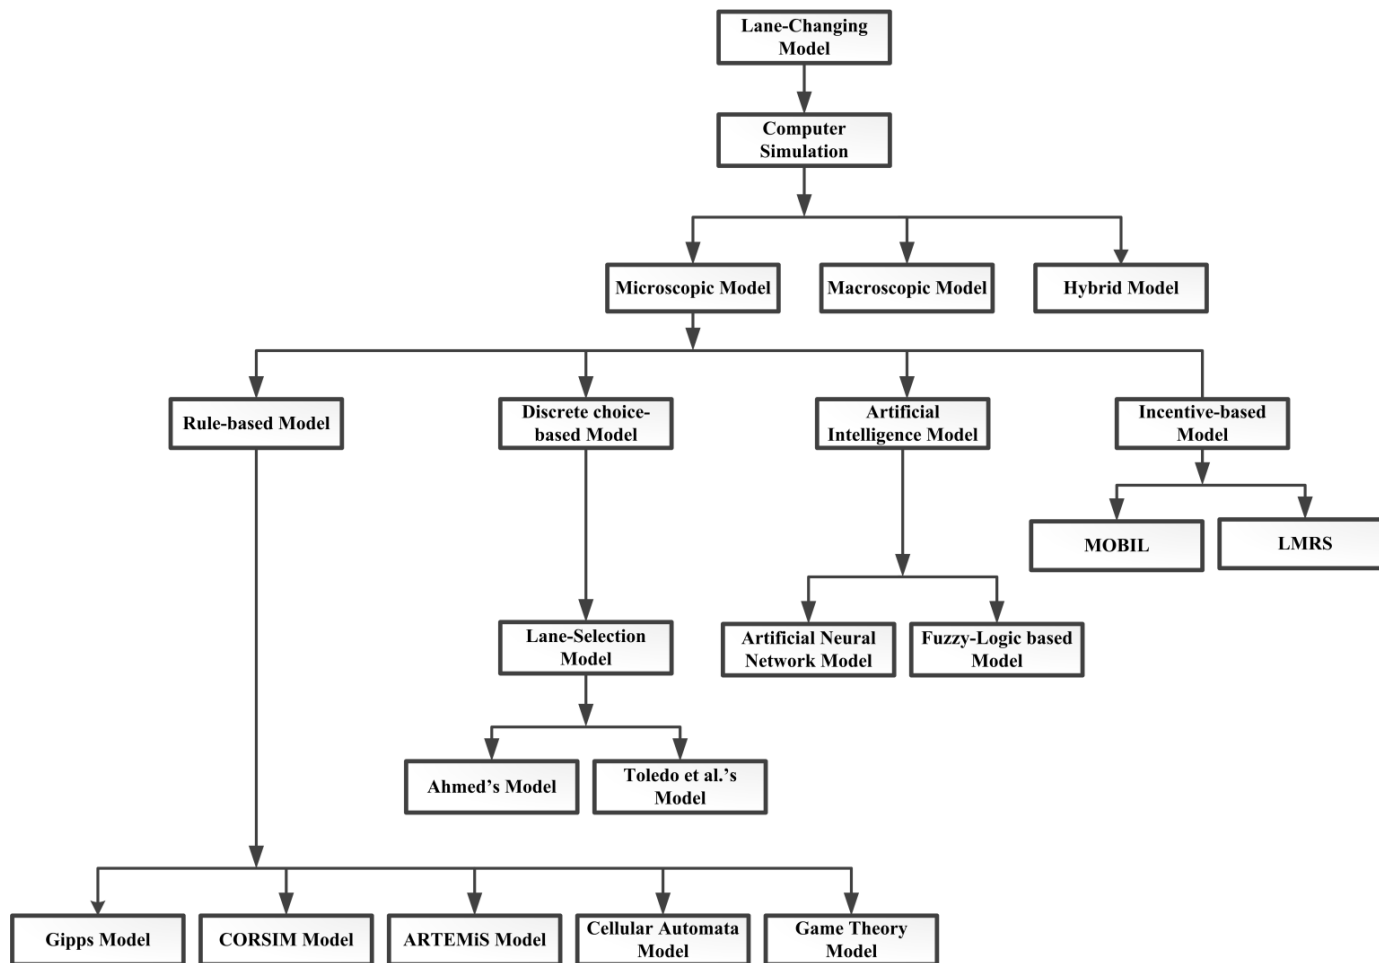 Lane-Changing
Model
Computer
Simulation
Microscopic Model
Macroscopic Model
Hybrid Model
Rule-based Model
Discrete choice-
based Model
Artificial
Intelligence Model
Incentive-based
Model
MOBIL
LMRS
Lane-Selection
Model
Artificial Neural
Network Model
Fuzzy-Logic based
Model
Ahmed’s Model
Toledo et al.’s
Model
Gipps Model
CORSIM Model
ARTEMiS Model
Cellular Automata
Model
Game Theory
Model